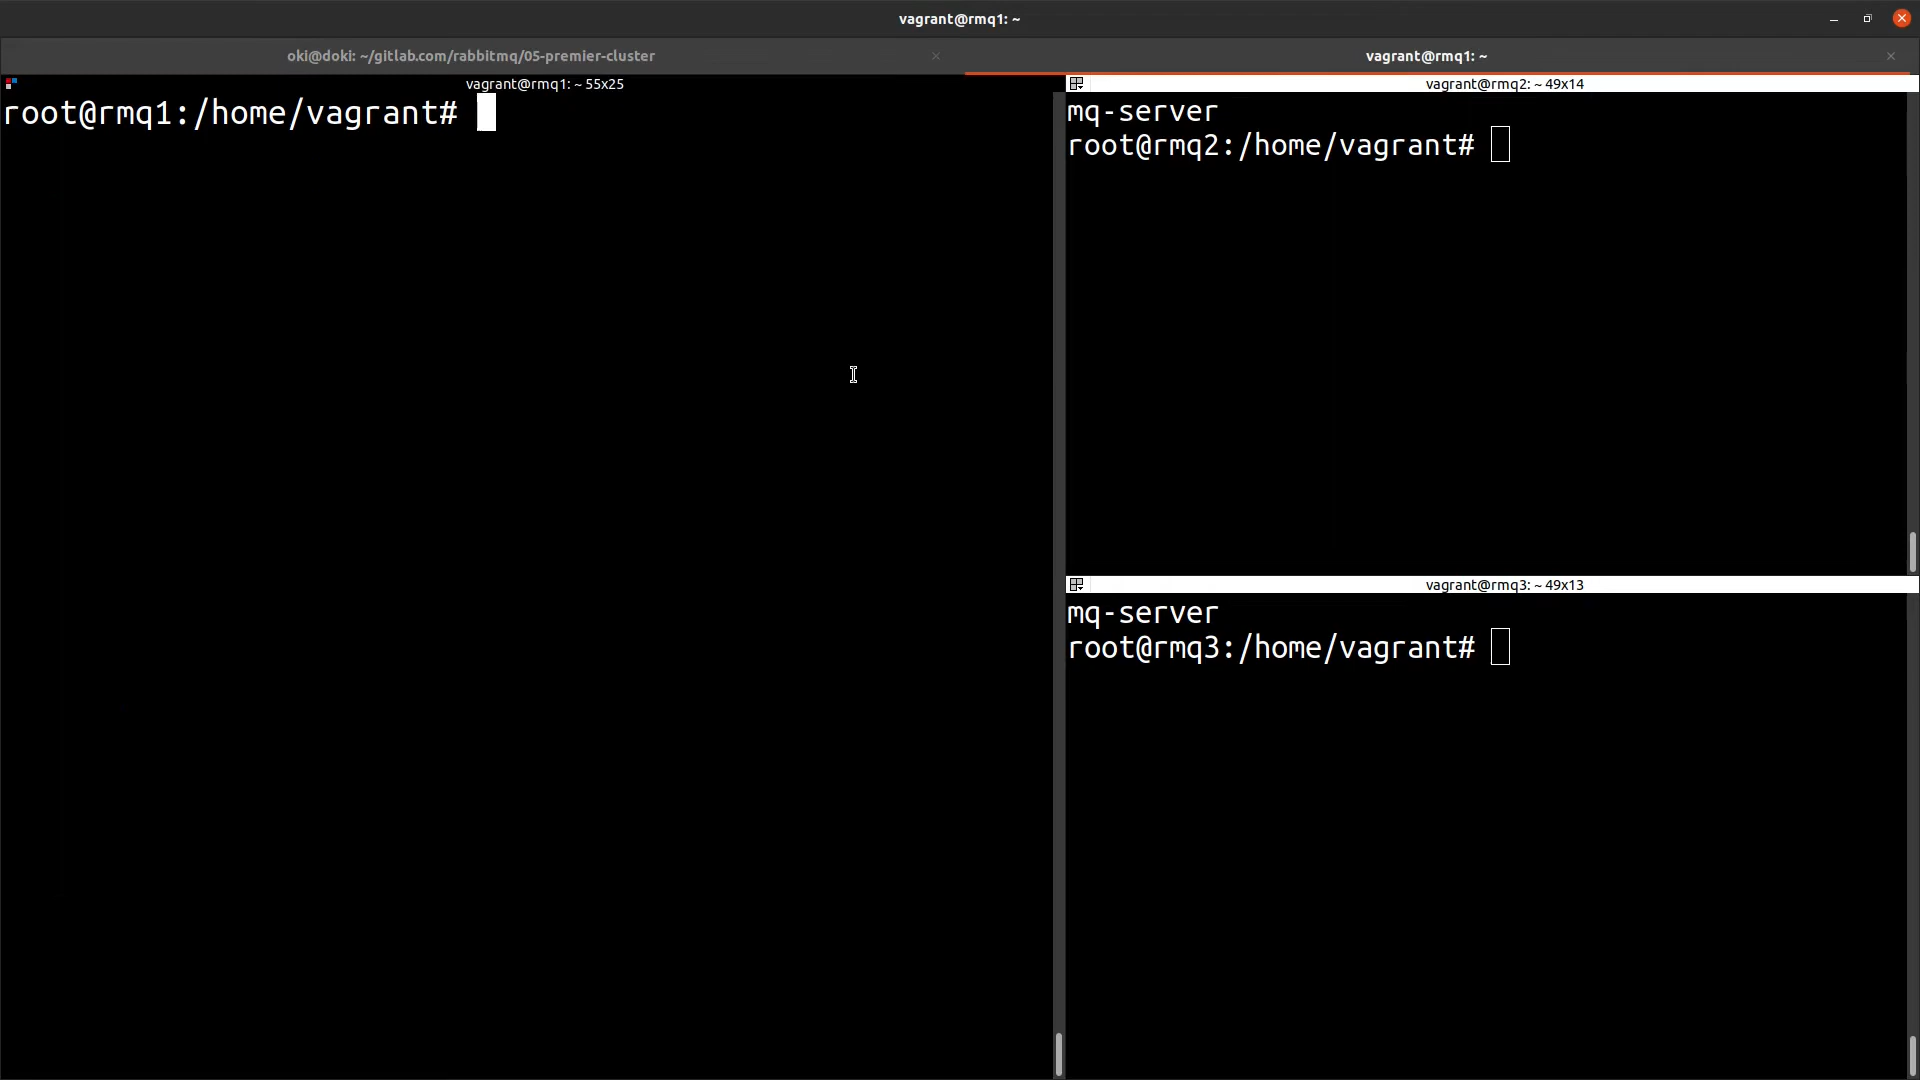 vagrant@rmq1: ~
oki@doki: ~/gitlab.com/rabbitmq/05-premier-cluster
vagrant@rmq1: ~
vagrant@rmq1: ~ 55x25
root@rmq1:/home/vagrant#
vagrant@rmq2: ~ 49x14
mq-server
root@rmq2:/home/vagrant#
vagrant@rmq3: ~ 49x13
mq-server
root@rmq3:/home/vagrant#